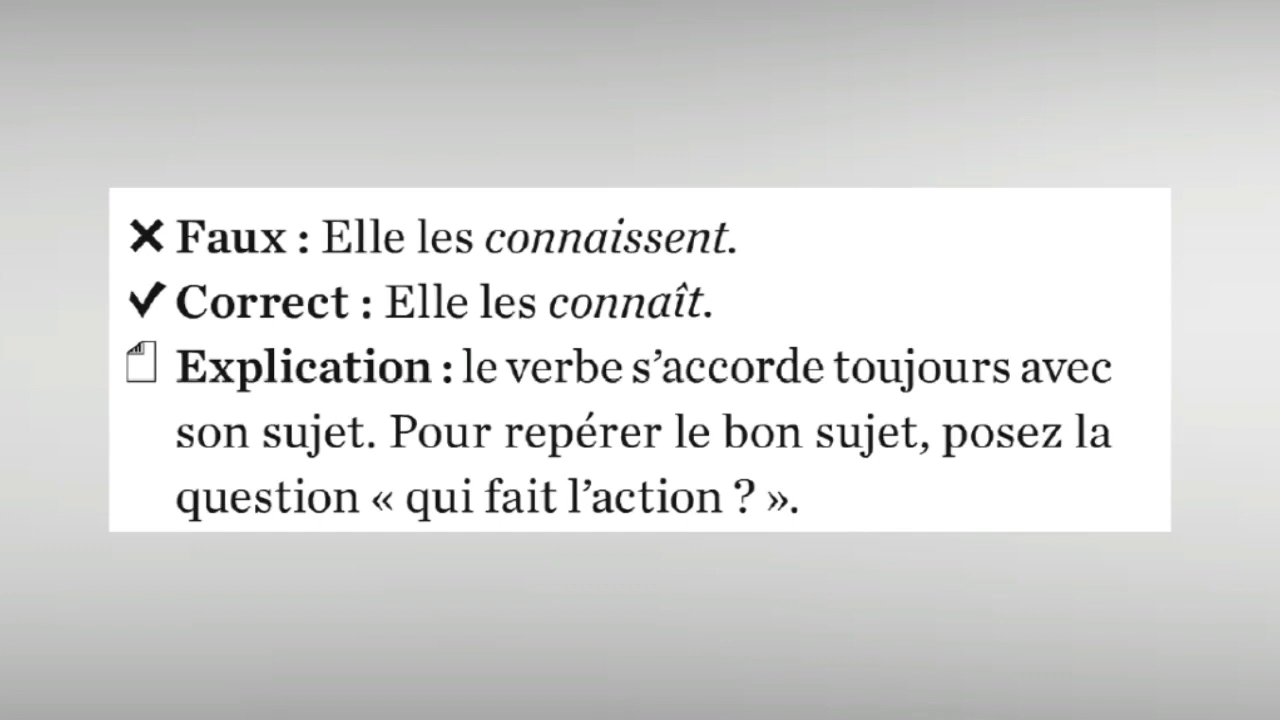 ✕ Faux : Elle les connaissent.
✔ Correct : Elle les connaît.
Explication : le verbe s’accorde toujours avec
son sujet. Pour repérer le bon sujet, posez la
question « qui fait l’action ? ».